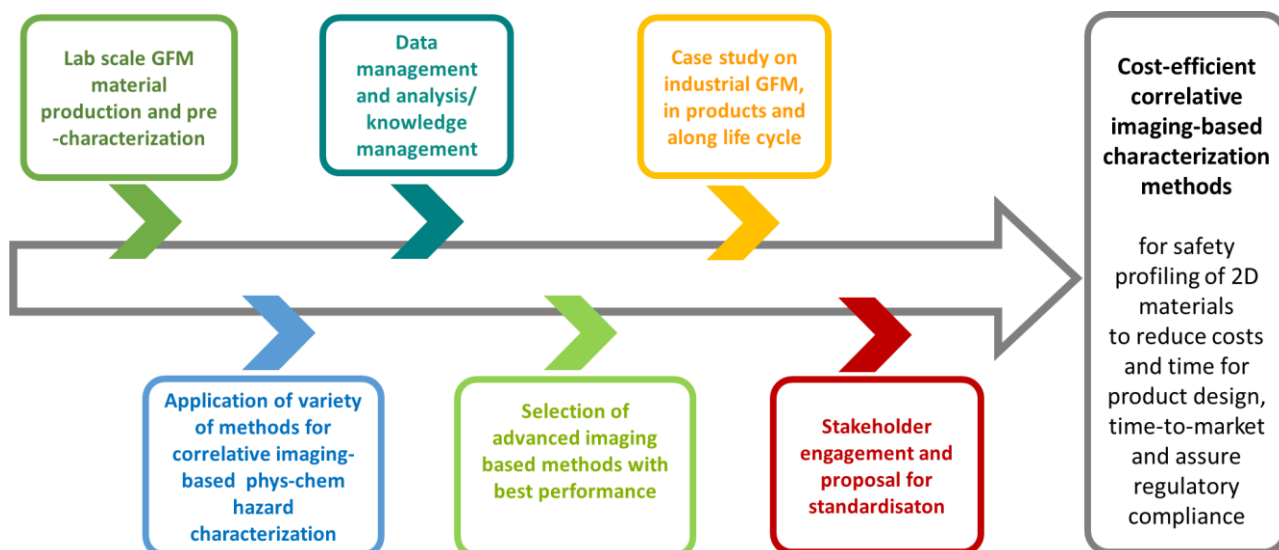 Lab scale GFM
material
production and pre
-characterization
Data
management
and analysis/
knowledge
management
Case study on
industrial GFM,
in products and
along life cycle
Application of variety
of methods for
correlative imaging-
based phys-chem
hazard
characterization
Selection of
advanced imaging
based methods with
best performance
Stakeholder
engagement and
proposal for
standardisaton
Cost-efficient
correlative
imaging-based
characterization
methods
for safety
profiling of 2D
materials
to reduce costs
and time for
product design,
time-to-market
and assure
regulatory
compliance